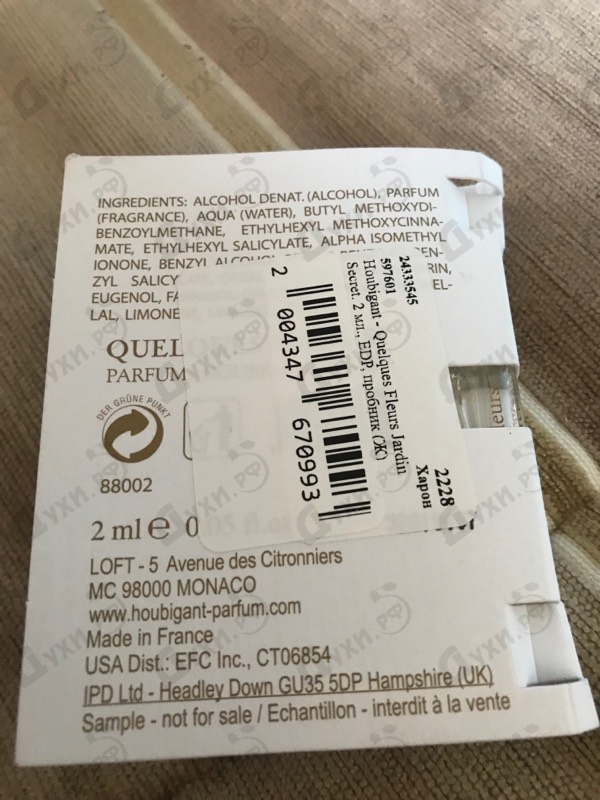 INGREDIENTS: ALCOHOL DENAT. (ALCOHOL), PARFUM
(FRAGRANCE), AQUA (WATER), BUTYL METHOXYDI-
BENZOYLMETHANE, ETHYLHEXYL METHOXYCINNA-
MATE, ETHYLHEXYL SALICYLATE, ALPHA ISOMETHYL
IONONE, BENZYL ALCOHOL
ZYL SALICY RIN,
EUGENOL, EL-
LAL, LIMONE
QUEL
PARFUM
DER GRÜNE PUNKT
88002
2 ml e 0
LOFT - 5 Avenue des Citronniers
MC 98000 MONACO
www.houbigant-parfum.com
Made in France
USA Dist.: EFC Inc., CT06854
IPD Ltd - Headley Down GU35 5DP Hampshire (UK)
Sample - not for sale / Echantillon - interdit à la vente
24333545
597601
Houbigant - Quelques Fleurs Jardin
Secret. 2 мл., EDP, пробник (Ж)
2 004347 670993
2228
Харон
Духи.рф